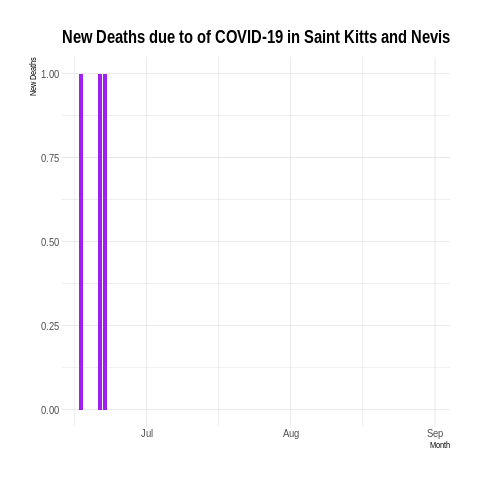 New Deaths due to of COVID-19 in Saint Kitts and Nevis
New Deaths
1.00
0.75
0.50
0.25
0.00
Jul Aug Sep
Month